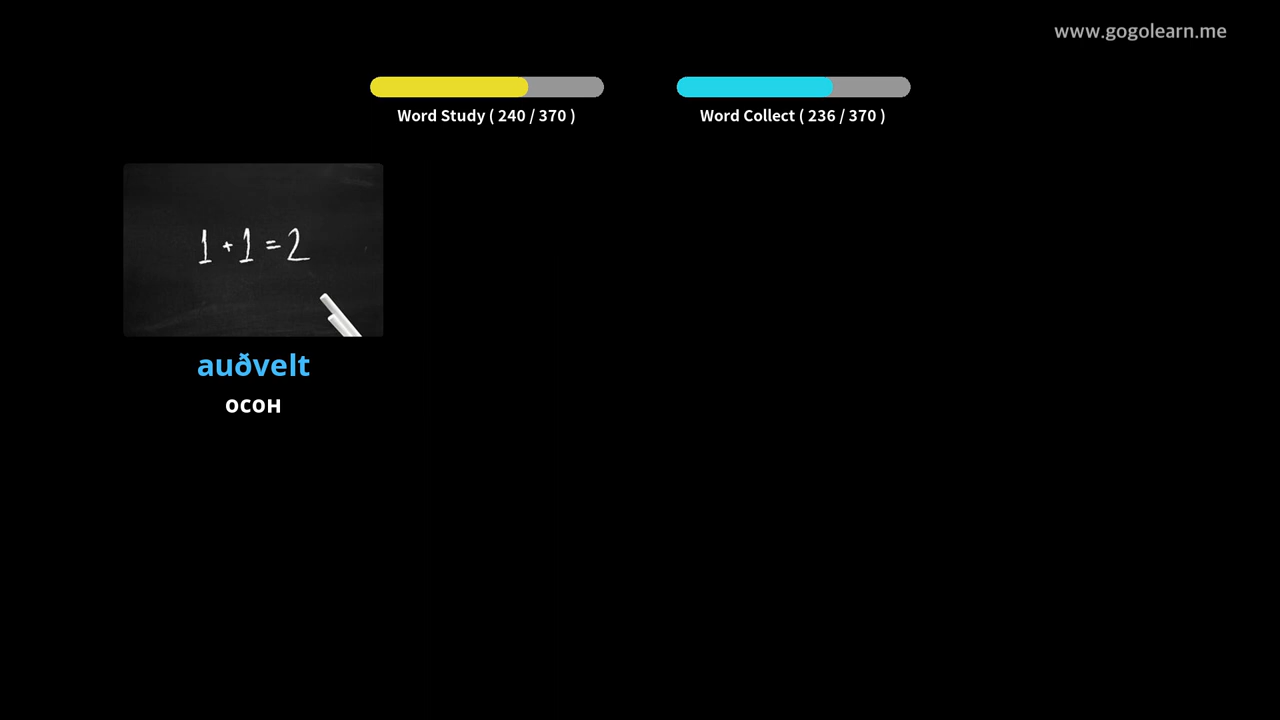 www.gogolearn.me
Word Study ( 240 / 370 )
Word Collect ( 236 / 370 )
1 + 1 = 2
auðvelt
осон